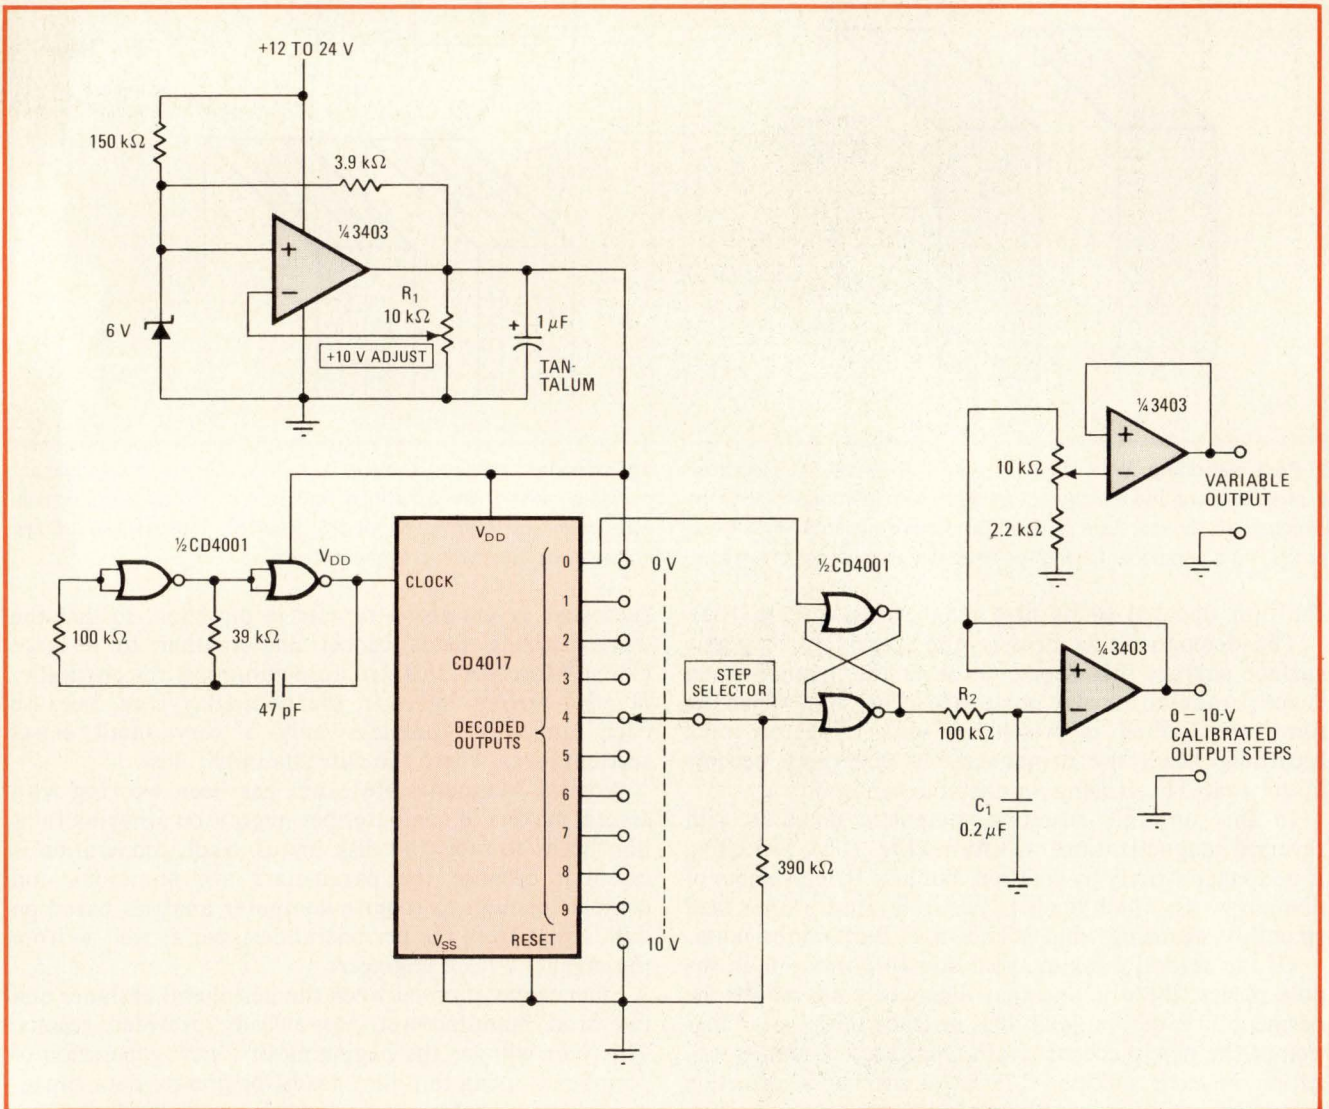 +12 TO 24 V
150 kΩ
3.9 kΩ
¼ 3403
+
−
R1
10 kΩ
+10 V ADJUST
+
1 µF
TAN-
TALUM
6 V
¼ 3403
+
−
10 kΩ
2.2 kΩ
VARIABLE
OUTPUT
½ CD4001
VDD
100 kΩ
39 kΩ
47 pF
VDD
CLOCK
CD4017
DECODED
OUTPUTS
0
1
2
3
4
5
6
7
8
9
VSS
RESET
0 V
10 V
STEP
SELECTOR
390 kΩ
½ CD4001
R2
100 kΩ
C1
0.2 µF
¼ 3403
+
−
0 – 10-V
CALIBRATED
OUTPUT STEPS